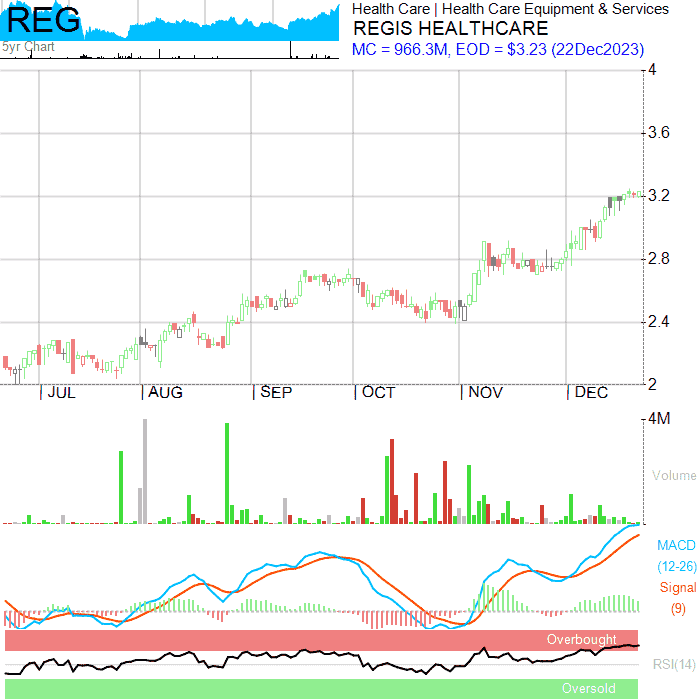 REG
5yr Chart
Health Care | Health Care Equipment & Services
REGIS HEALTHCARE
MC = 966.3M, EOD = $3.23 (22Dec2023)
4
3.6
3.2
2.8
2.4
2
JUL
AUG
SEP
OCT
NOV
DEC
4M
Volume
MACD
(12-26)
Signal
(9)
Overbought
RSI(14)
Oversold